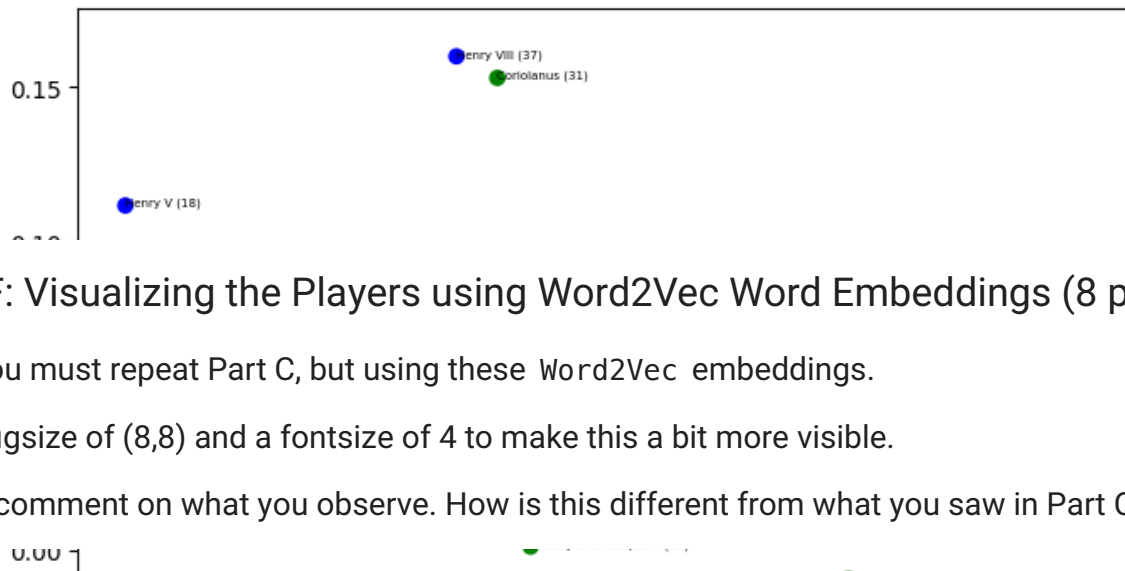 enry VIII (37)
0.15
oriolanus (31)
enry V (18)
F: Visualizing the Players using Word2Vec Word Embeddings (8 p
ou must repeat Part C, but using these Word2Vec embeddings.
gsize of (8,8) and a fontsize of 4 to make this a bit more visible.
comment on what you observe. How is this different from what you saw in Part C
0.00